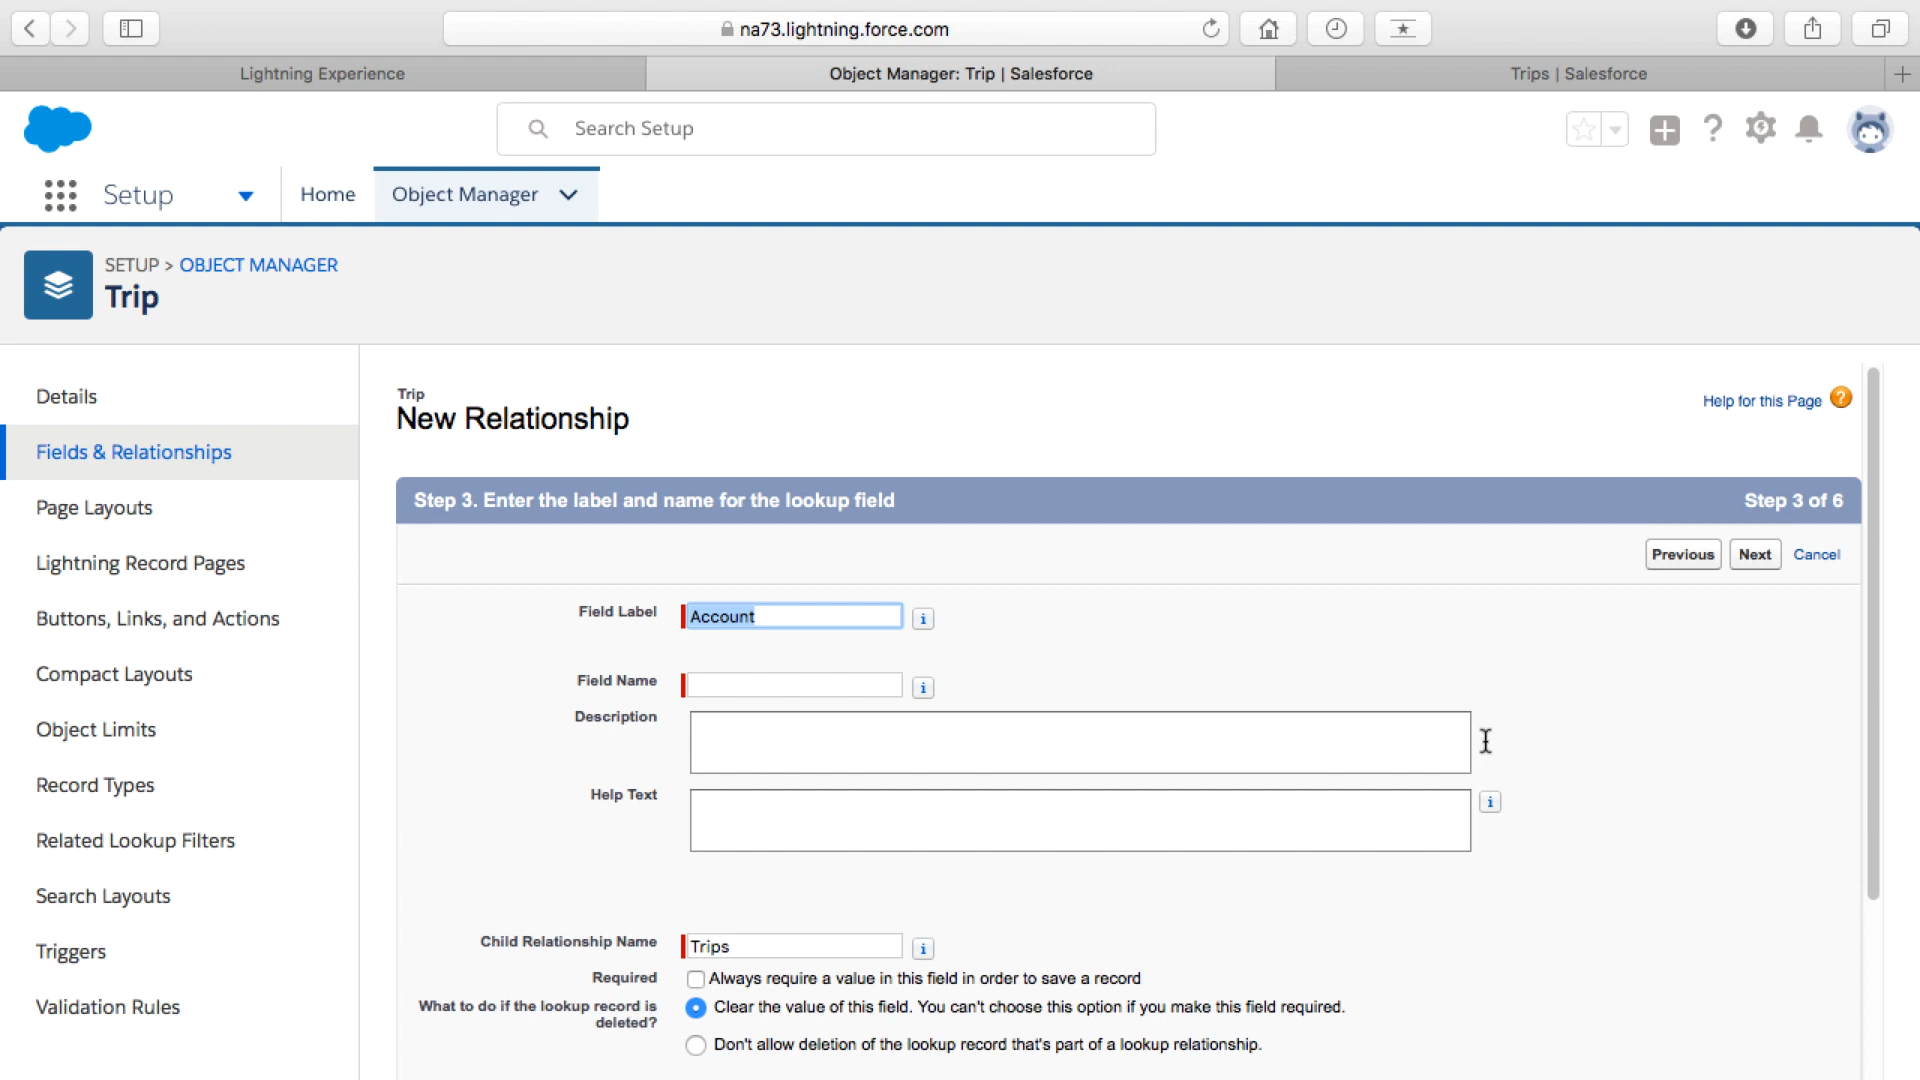 na73.lightning.force.com
Lightning Experience
Object Manager: Trip | Salesforce
Trips | Salesforce
Search Setup
Setup
Home
Object Manager
SETUP > OBJECT MANAGER
Trip
Details
Fields & Relationships
Page Layouts
Lightning Record Pages
Buttons, Links, and Actions
Compact Layouts
Object Limits
Record Types
Related Lookup Filters
Search Layouts
Triggers
Validation Rules
Trip
New Relationship
Help for this Page
Step 3. Enter the label and name for the lookup field
Step 3 of 6
Previous
Next
Cancel
Field Label
Account
Field Name
Description
Help Text
Child Relationship Name
Trips
Required
Always require a value in this field in order to save a record
What to do if the lookup record is
deleted?
Clear the value of this field. You can't choose this option if you make this field required.
Don't allow deletion of the lookup record that's part of a lookup relationship.